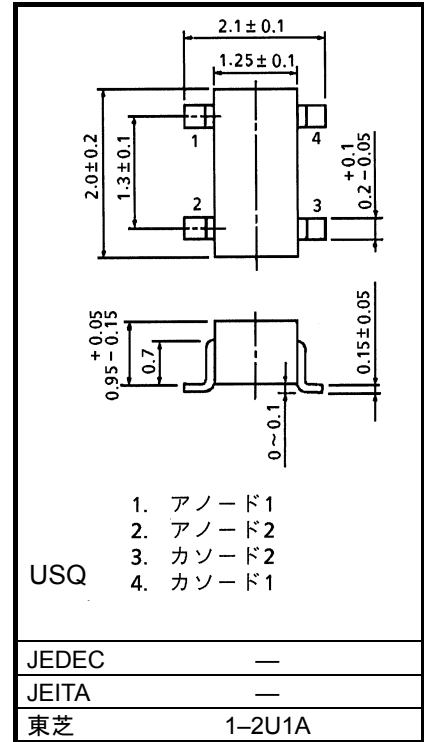 2.1±0.1
1.25±0.1
1
4
2.0±0.2
1.3±0.1
+0.1
0.2−0.05
2
3
+0.05
0.95−0.15
0.7
0.15±0.05
0~0.1
1. アノード1
2. アノード2
3. カソード2
USQ 4. カソード1
JEDEC —
JEITA —
東芝 1–2U1A